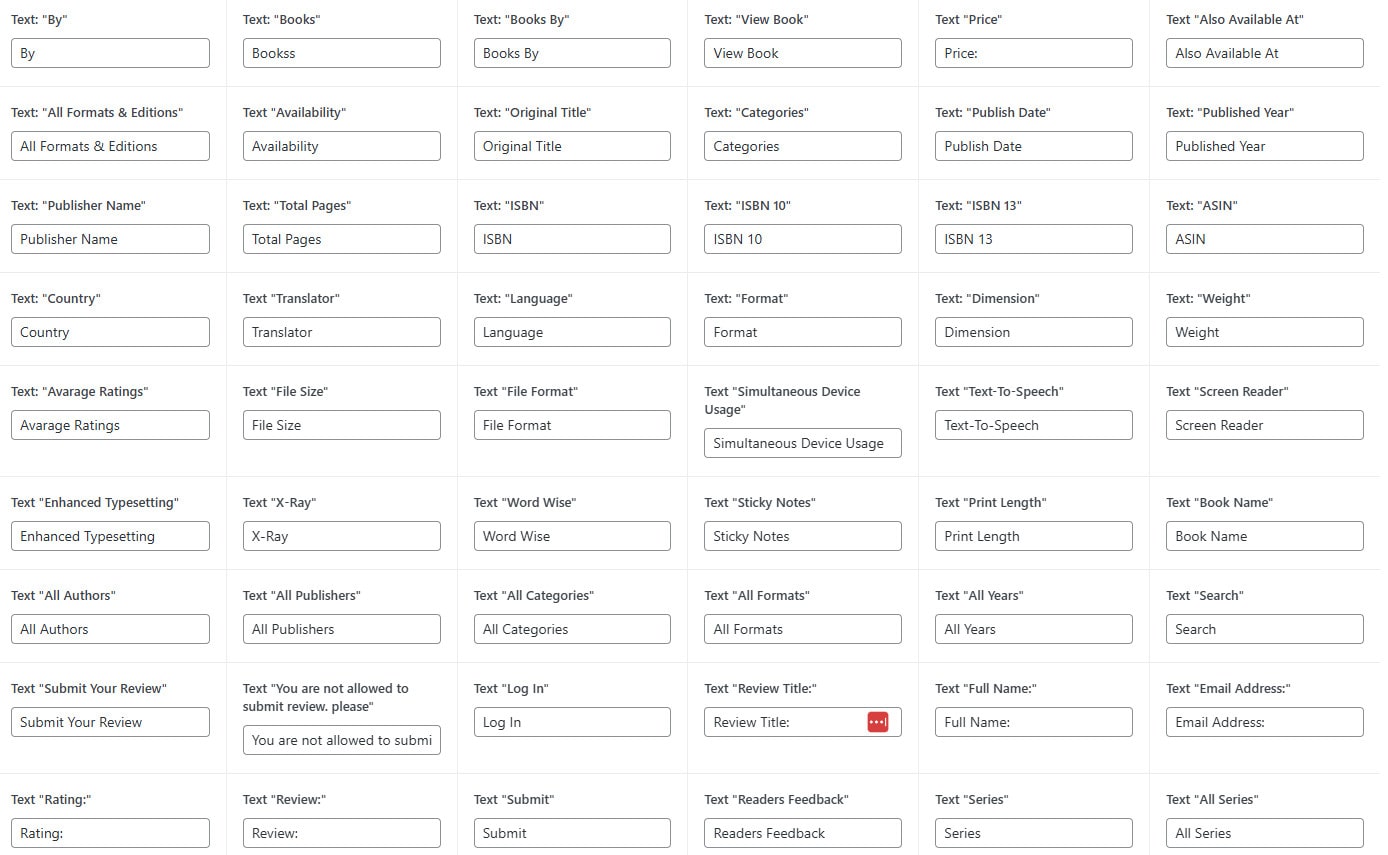 Text: "By"
Text: "Books"
Text: "Books By"
Text: "View Book"
Text "Price"
Text "Also Available At"
By
Bookss
Books By
View Book
Price:
Also Available At
Text: "All Formats & Editions"
Text "Availability"
Text: "Original Title"
Text: "Categories"
Text: "Publish Date"
Text: "Published Year"
All Formats & Editions
Availability
Original Title
Categories
Publish Date
Published Year
Text: "Publisher Name"
Text: "Total Pages"
Text: "ISBN"
Text: "ISBN 10"
Text: "ISBN 13"
Text: "ASIN"
Publisher Name
Total Pages
ISBN
ISBN 10
ISBN 13
ASIN
Text: "Country"
Text "Translator"
Text: "Language"
Text: "Format"
Text: "Dimension"
Text: "Weight"
Country
Translator
Language
Format
Dimension
Weight
Text: "Avarage Ratings"
Text "File Size"
Text "File Format"
Text "Simultaneous Device
Usage"
Text "Text-To-Speech"
Text "Screen Reader"
Avarage Ratings
File Size
File Format
Simultaneous Device Usage
Text-To-Speech
Screen Reader
Text "Enhanced Typesetting"
Text "X-Ray"
Text "Word Wise"
Text "Sticky Notes"
Text "Print Length"
Text "Book Name"
Enhanced Typesetting
X-Ray
Word Wise
Sticky Notes
Print Length
Book Name
Text "All Authors"
Text "All Publishers"
Text "All Categories"
Text "All Formats"
Text "All Years"
Text "Search"
All Authors
All Publishers
All Categories
All Formats
All Years
Search
Text "Submit Your Review"
Text "You are not allowed to
submit review. please"
Text "Log In"
Text "Review Title:"
Text "Full Name:"
Text "Email Address:"
Submit Your Review
You are not allowed to submi
Log In
Review Title:
Full Name:
Email Address:
Text "Rating:"
Text "Review:"
Text "Submit"
Text "Readers Feedback"
Text "Series"
Text "All Series"
Rating:
Review:
Submit
Readers Feedback
Series
All Series